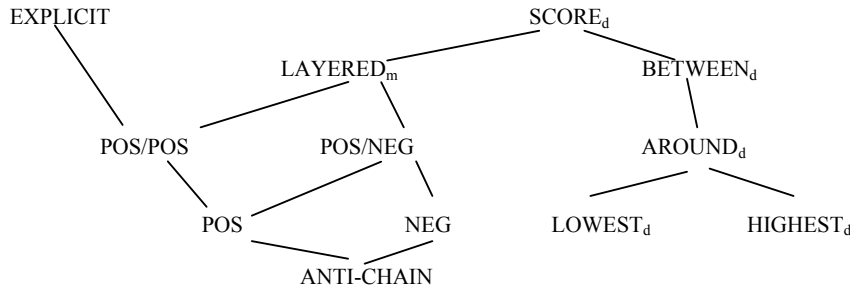 EXPLICIT SCOREd
LAYEREDm BETWEENd
POS/POS POS/NEG AROUNDd
POS NEG LOWESTd HIGHESTd
ANTI-CHAIN